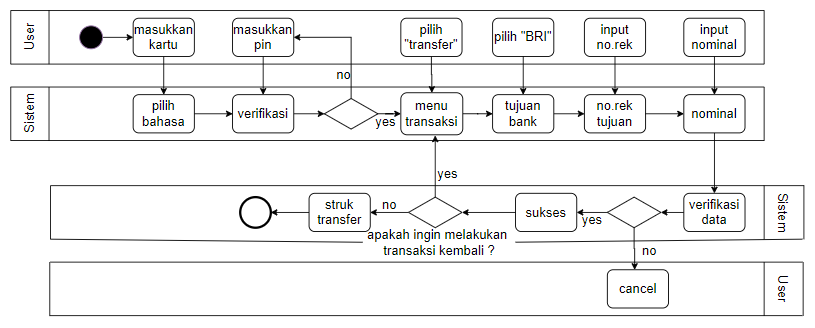 User
masukkan
kartu
masukkan
pin
pilih
"transfer"
pilih "BRI"
input
no.rek
input
nominal
no
Sistem
pilih
bahasa
verifikasi
yes
menu
transaksi
tujuan
bank
no.rek
tujuan
nominal
yes
struk
transfer
no
sukses
yes
verifikasi
data
Sistem
apakah ingin melakukan
transaksi kembali ?
no
cancel
User